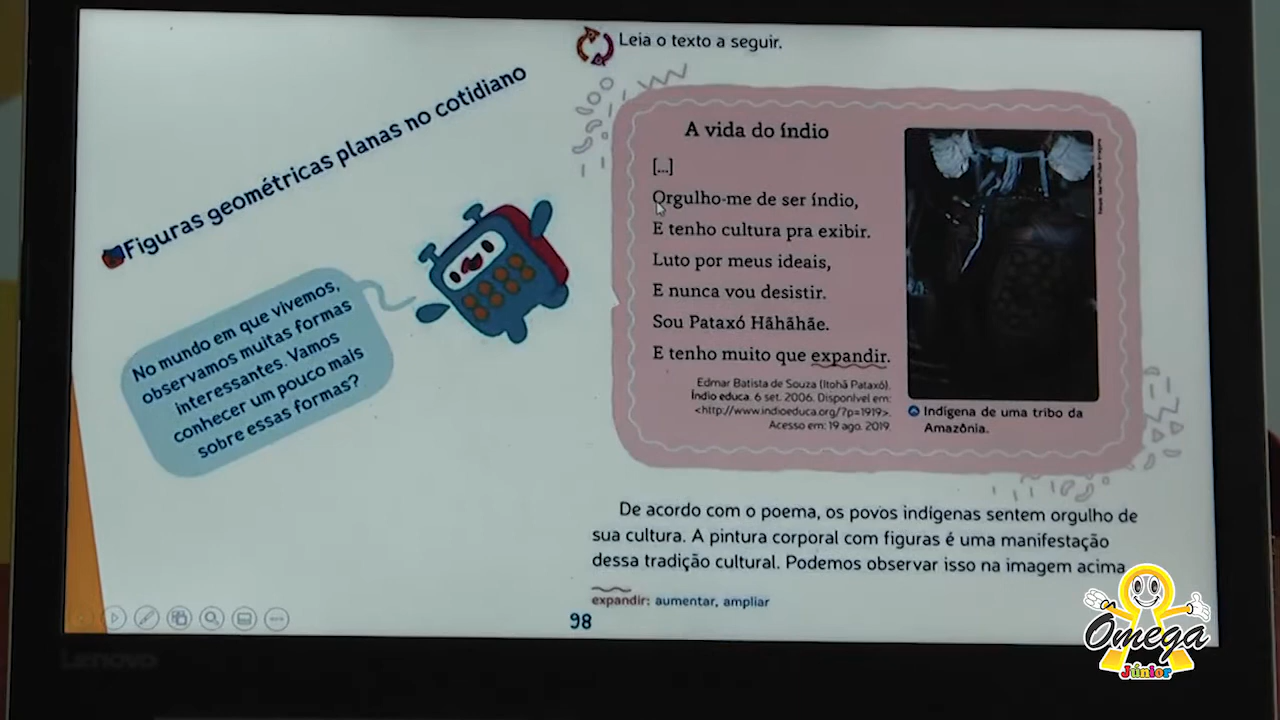 Figuras geométricas planas no cotidiano
No mundo em que vivemos,
observamos muitas formas
interessantes. Vamos
conhecer um pouco mais
sobre essas formas?
Leia o texto a seguir.
A vida do índio
[...]
Orgulho-me de ser índio,
E tenho cultura pra exibir.
Luto por meus ideais,
E nunca vou desistir.
Sou Pataxó Hãhãhãe.
E tenho muito que expandir.
Edmar Batista de Souza (Itohã Pataxó).
Índio educa. 6 set. 2006. Disponível em:
<http://www.indioeduca.org/?p=1919>.
Acesso em: 19 ago. 2019.
Indígena de uma tribo da
Amazônia.
De acordo com o poema, os povos indígenas sentem orgulho de
sua cultura. A pintura corporal com figuras é uma manifestação
dessa tradição cultural. Podemos observar isso na imagem acima
expandir: aumentar, ampliar
98
Lenovo
Ômega
Júnior